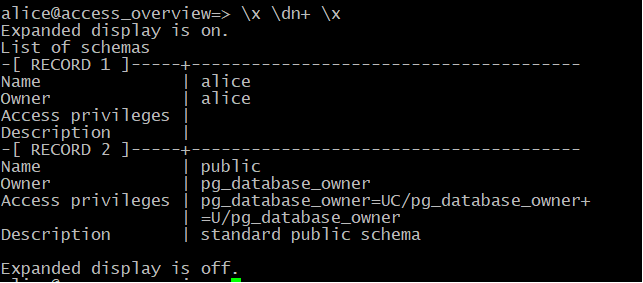 alice@access_overview=> \x \dn+ \x
Expanded display is on.
List of schemas
-[ RECORD 1 ]-----+---------------------------------------
Name              | alice
Owner             | alice
Access privileges |
Description       |
-[ RECORD 2 ]-----+---------------------------------------
Name              | public
Owner             | pg_database_owner
Access privileges | pg_database_owner=UC/pg_database_owner+
                  | =U/pg_database_owner
Description       | standard public schema
Expanded display is off.